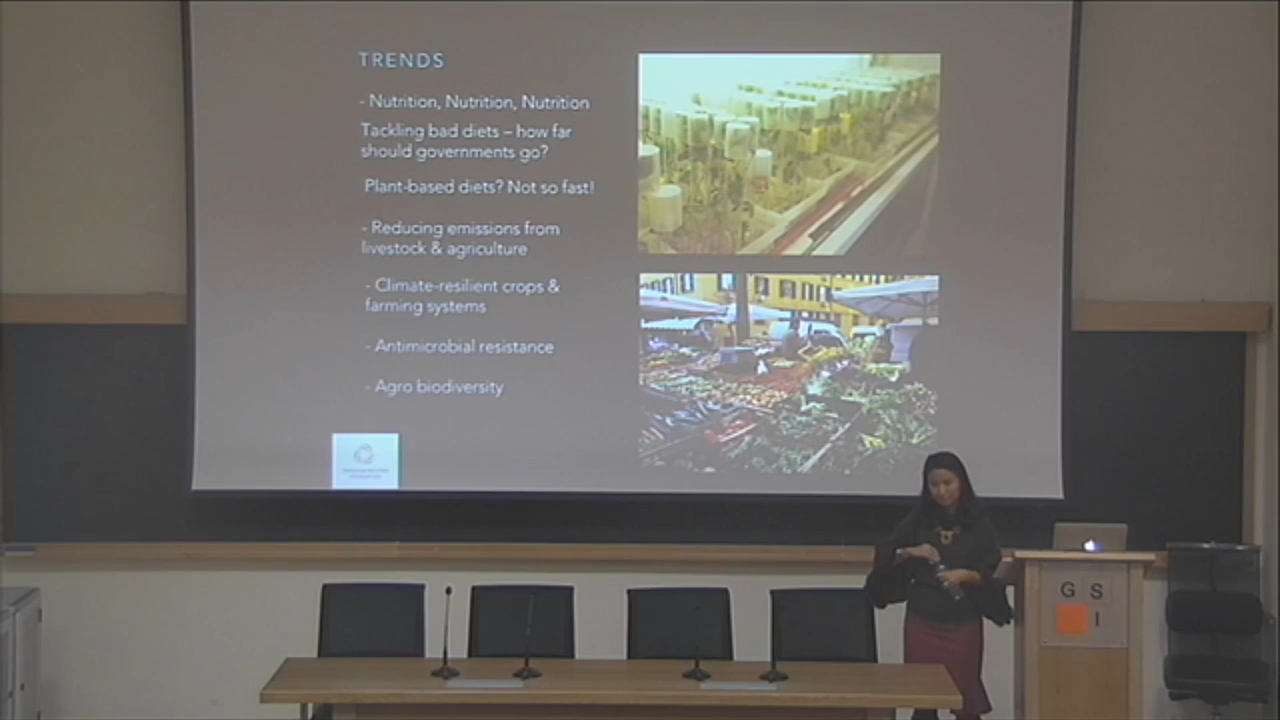 TRENDS
- Nutrition, Nutrition, Nutrition
Tackling bad diets – how far
should governments go?
Plant-based diets? Not so fast!
- Reducing emissions from
livestock & agriculture
- Climate-resilient crops &
farming systems
- Antimicrobial resistance
- Agro biodiversity
G S
I